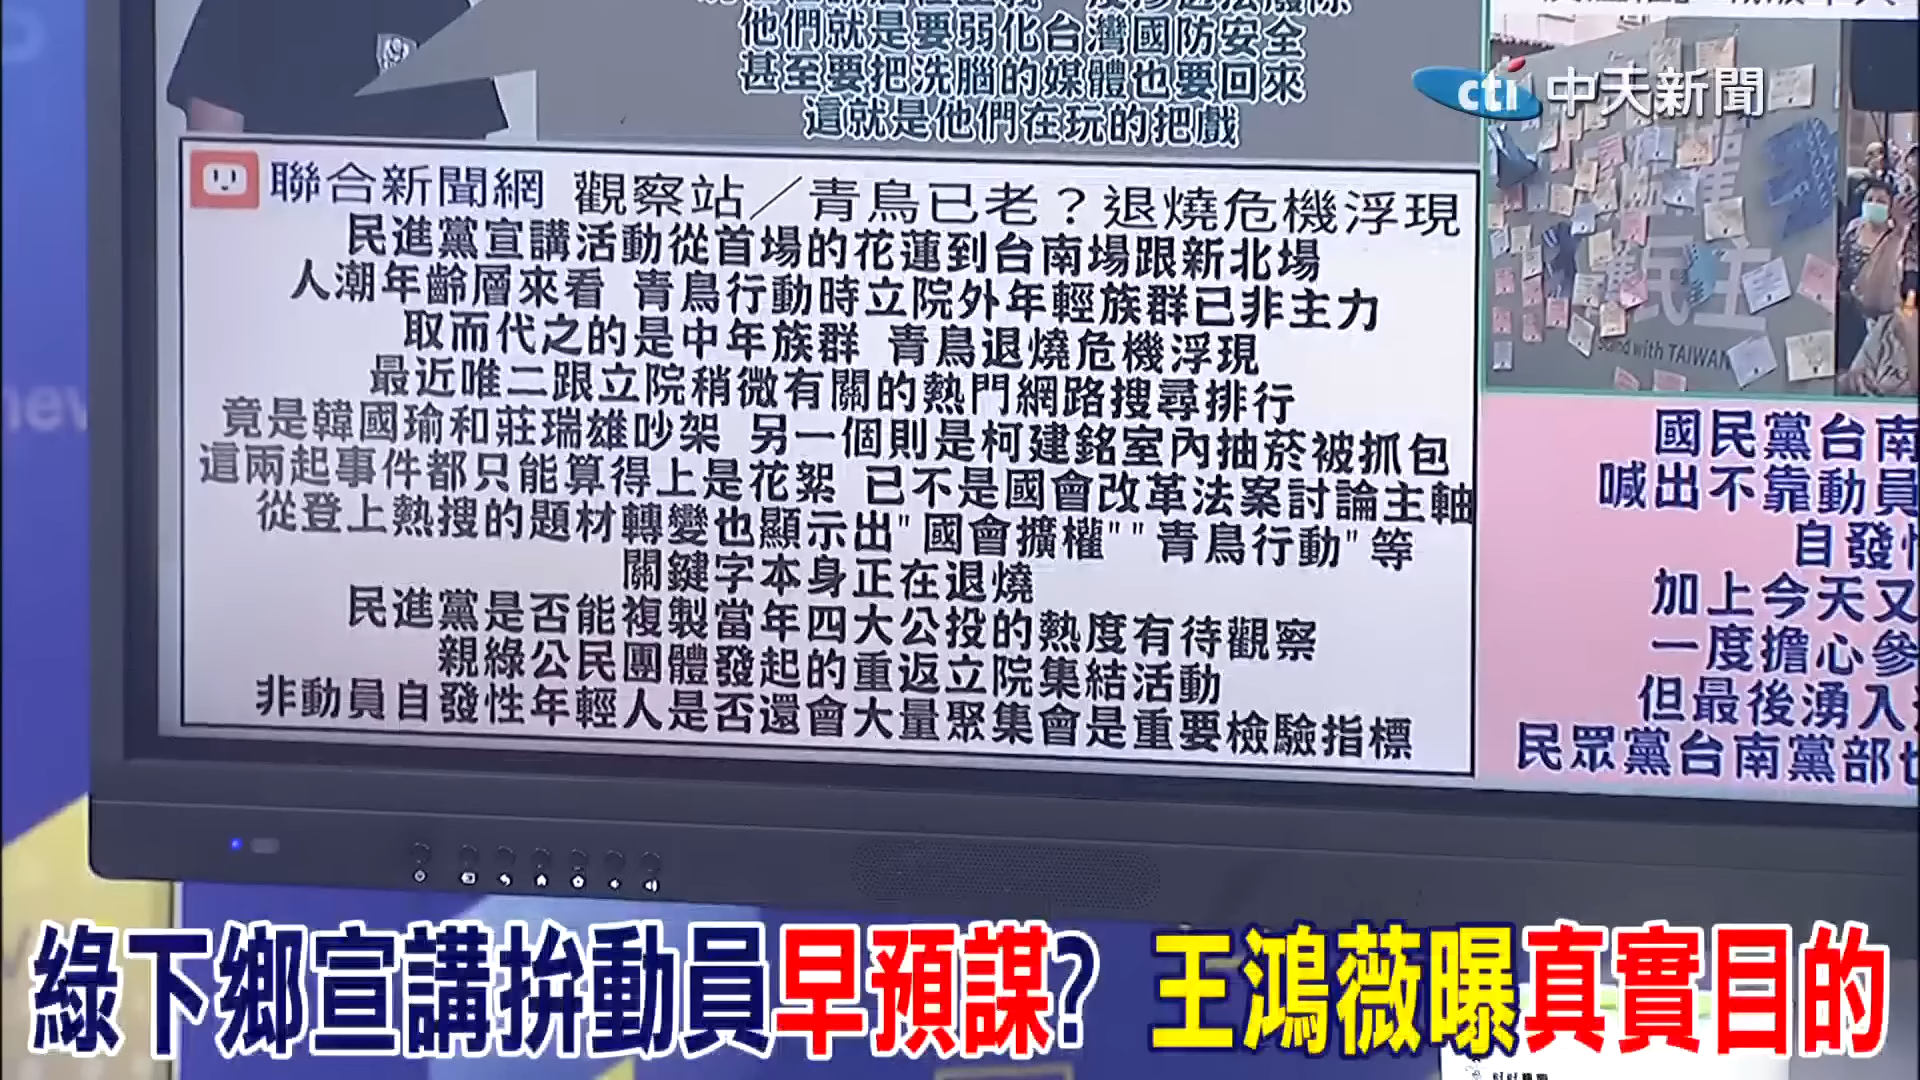 他們就是要弱化台灣國防安全
甚至要把洗腦的媒體也要回來
這就是他們在玩的把戲
cti 中天新聞
聯合新聞網 觀察站／青鳥已老？退燒危機浮現
民進黨宣講活動從首場的花蓮到台南場跟新北場
人潮年齡層來看 青鳥行動時立院外年輕族群已非主力
取而代之的是中年族群 青鳥退燒危機浮現
最近唯二跟立院稍微有關的熱門網路搜尋排行
竟是韓國瑜和莊瑞雄吵架 另一個則是柯建銘室內抽菸被抓包
這兩起事件都只能算得上是花絮 已不是國會改革法案討論主軸
從登上熱搜的題材轉變也顯示出"國會擴權""青鳥行動"等
關鍵字本身正在退燒
民進黨是否能複製當年四大公投的熱度有待觀察
親綠公民團體發起的重返立院集結活動
非動員自發性年輕人是否還會大量聚集會是重要檢驗指標
民主
with TAIWAN
國民黨台南
喊出不靠動員
自發性
加上今天又
一度擔心參
但最後湧入
民眾黨台南黨部也
綠下鄉宣講拚動員早預謀? 王鴻薇曝真實目的